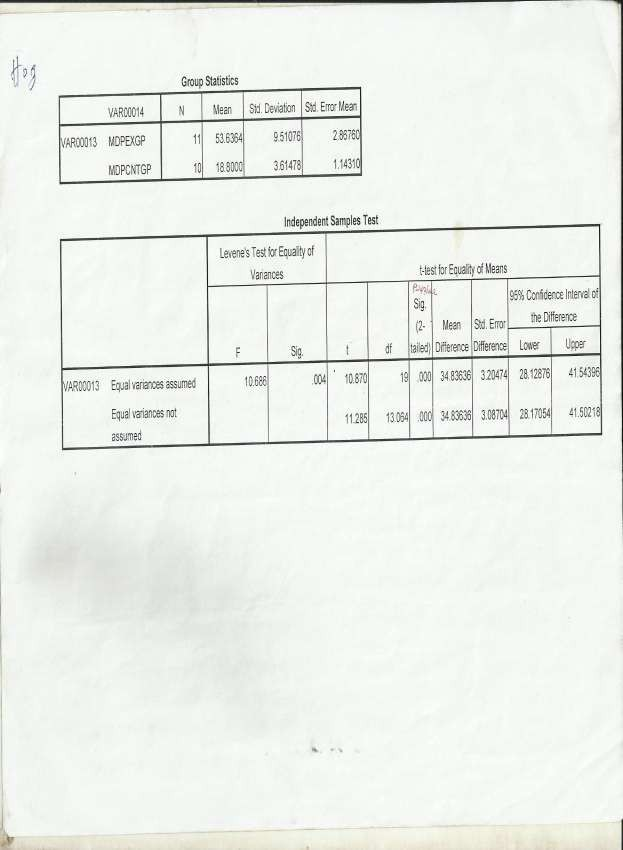 Hog
Group Statistics
VAR00014 N Mean Std. Deviation Std. Error Mean
VAR00013 MDPEXGP 11 53.6364 9.51076 2.86760
MDPCNTGP 10 18.8000 3.61478 1.14310
Independent Samples Test
Levene's Test for Equality of
Variances
t-test for Equality of Means
Sig.
95% Confidence Interval of
the Difference
(2- Mean Std. Error
F Sig. t df tailed) Difference Difference Lower Upper
VAR00013 Equal variances assumed 10.686 .004 10.870 19 .000 34.83636 3.20474 28.12876 41.54396
Equal variances not
assumed
11.285 13.064 .000 34.83636 3.08704 28.17054 41.50218